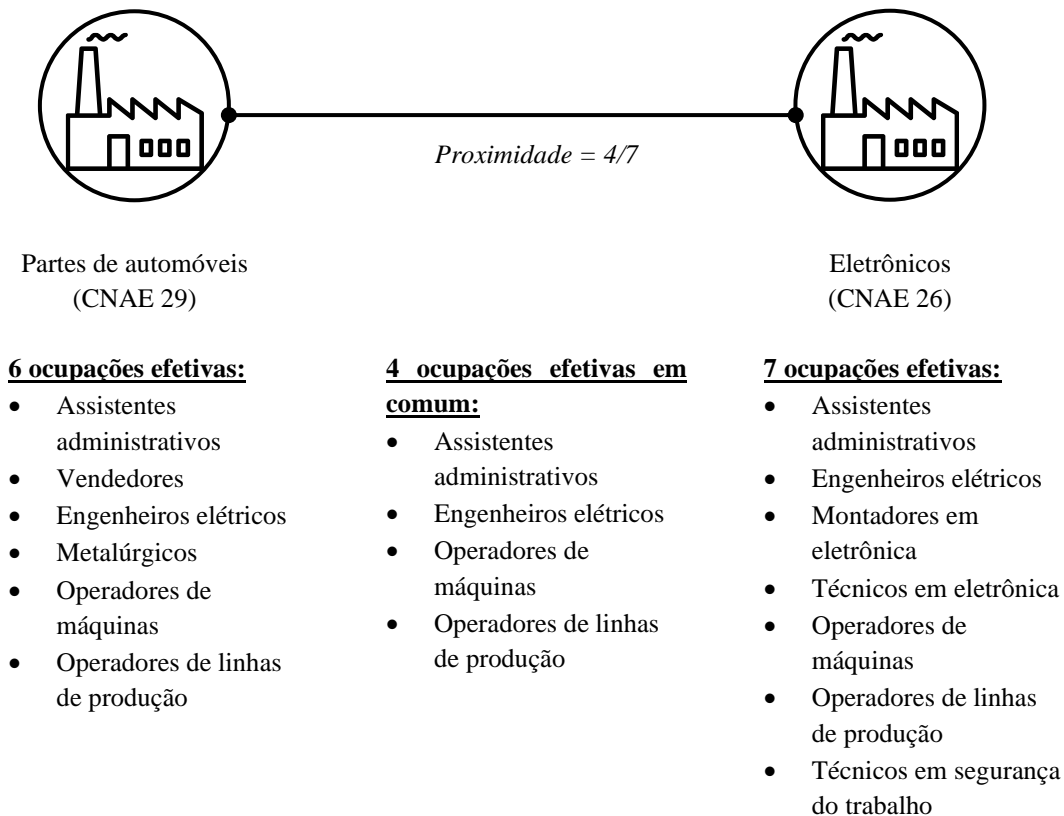 Proximidade = 4/7
Partes de automóveis
(CNAE 29)
Eletrônicos
(CNAE 26)
6 ocupações efetivas:
• Assistentes
administrativos
• Vendedores
• Engenheiros elétricos
• Metalúrgicos
• Operadores de
máquinas
• Operadores de linhas
de produção
4 ocupações efetivas em
comum:
• Assistentes
administrativos
• Engenheiros elétricos
• Operadores de
máquinas
• Operadores de linhas
de produção
7 ocupações efetivas:
• Assistentes
administrativos
• Engenheiros elétricos
• Montadores em
eletrônica
• Técnicos em eletrônica
• Operadores de
máquinas
• Operadores de linhas
de produção
• Técnicos em segurança
do trabalho